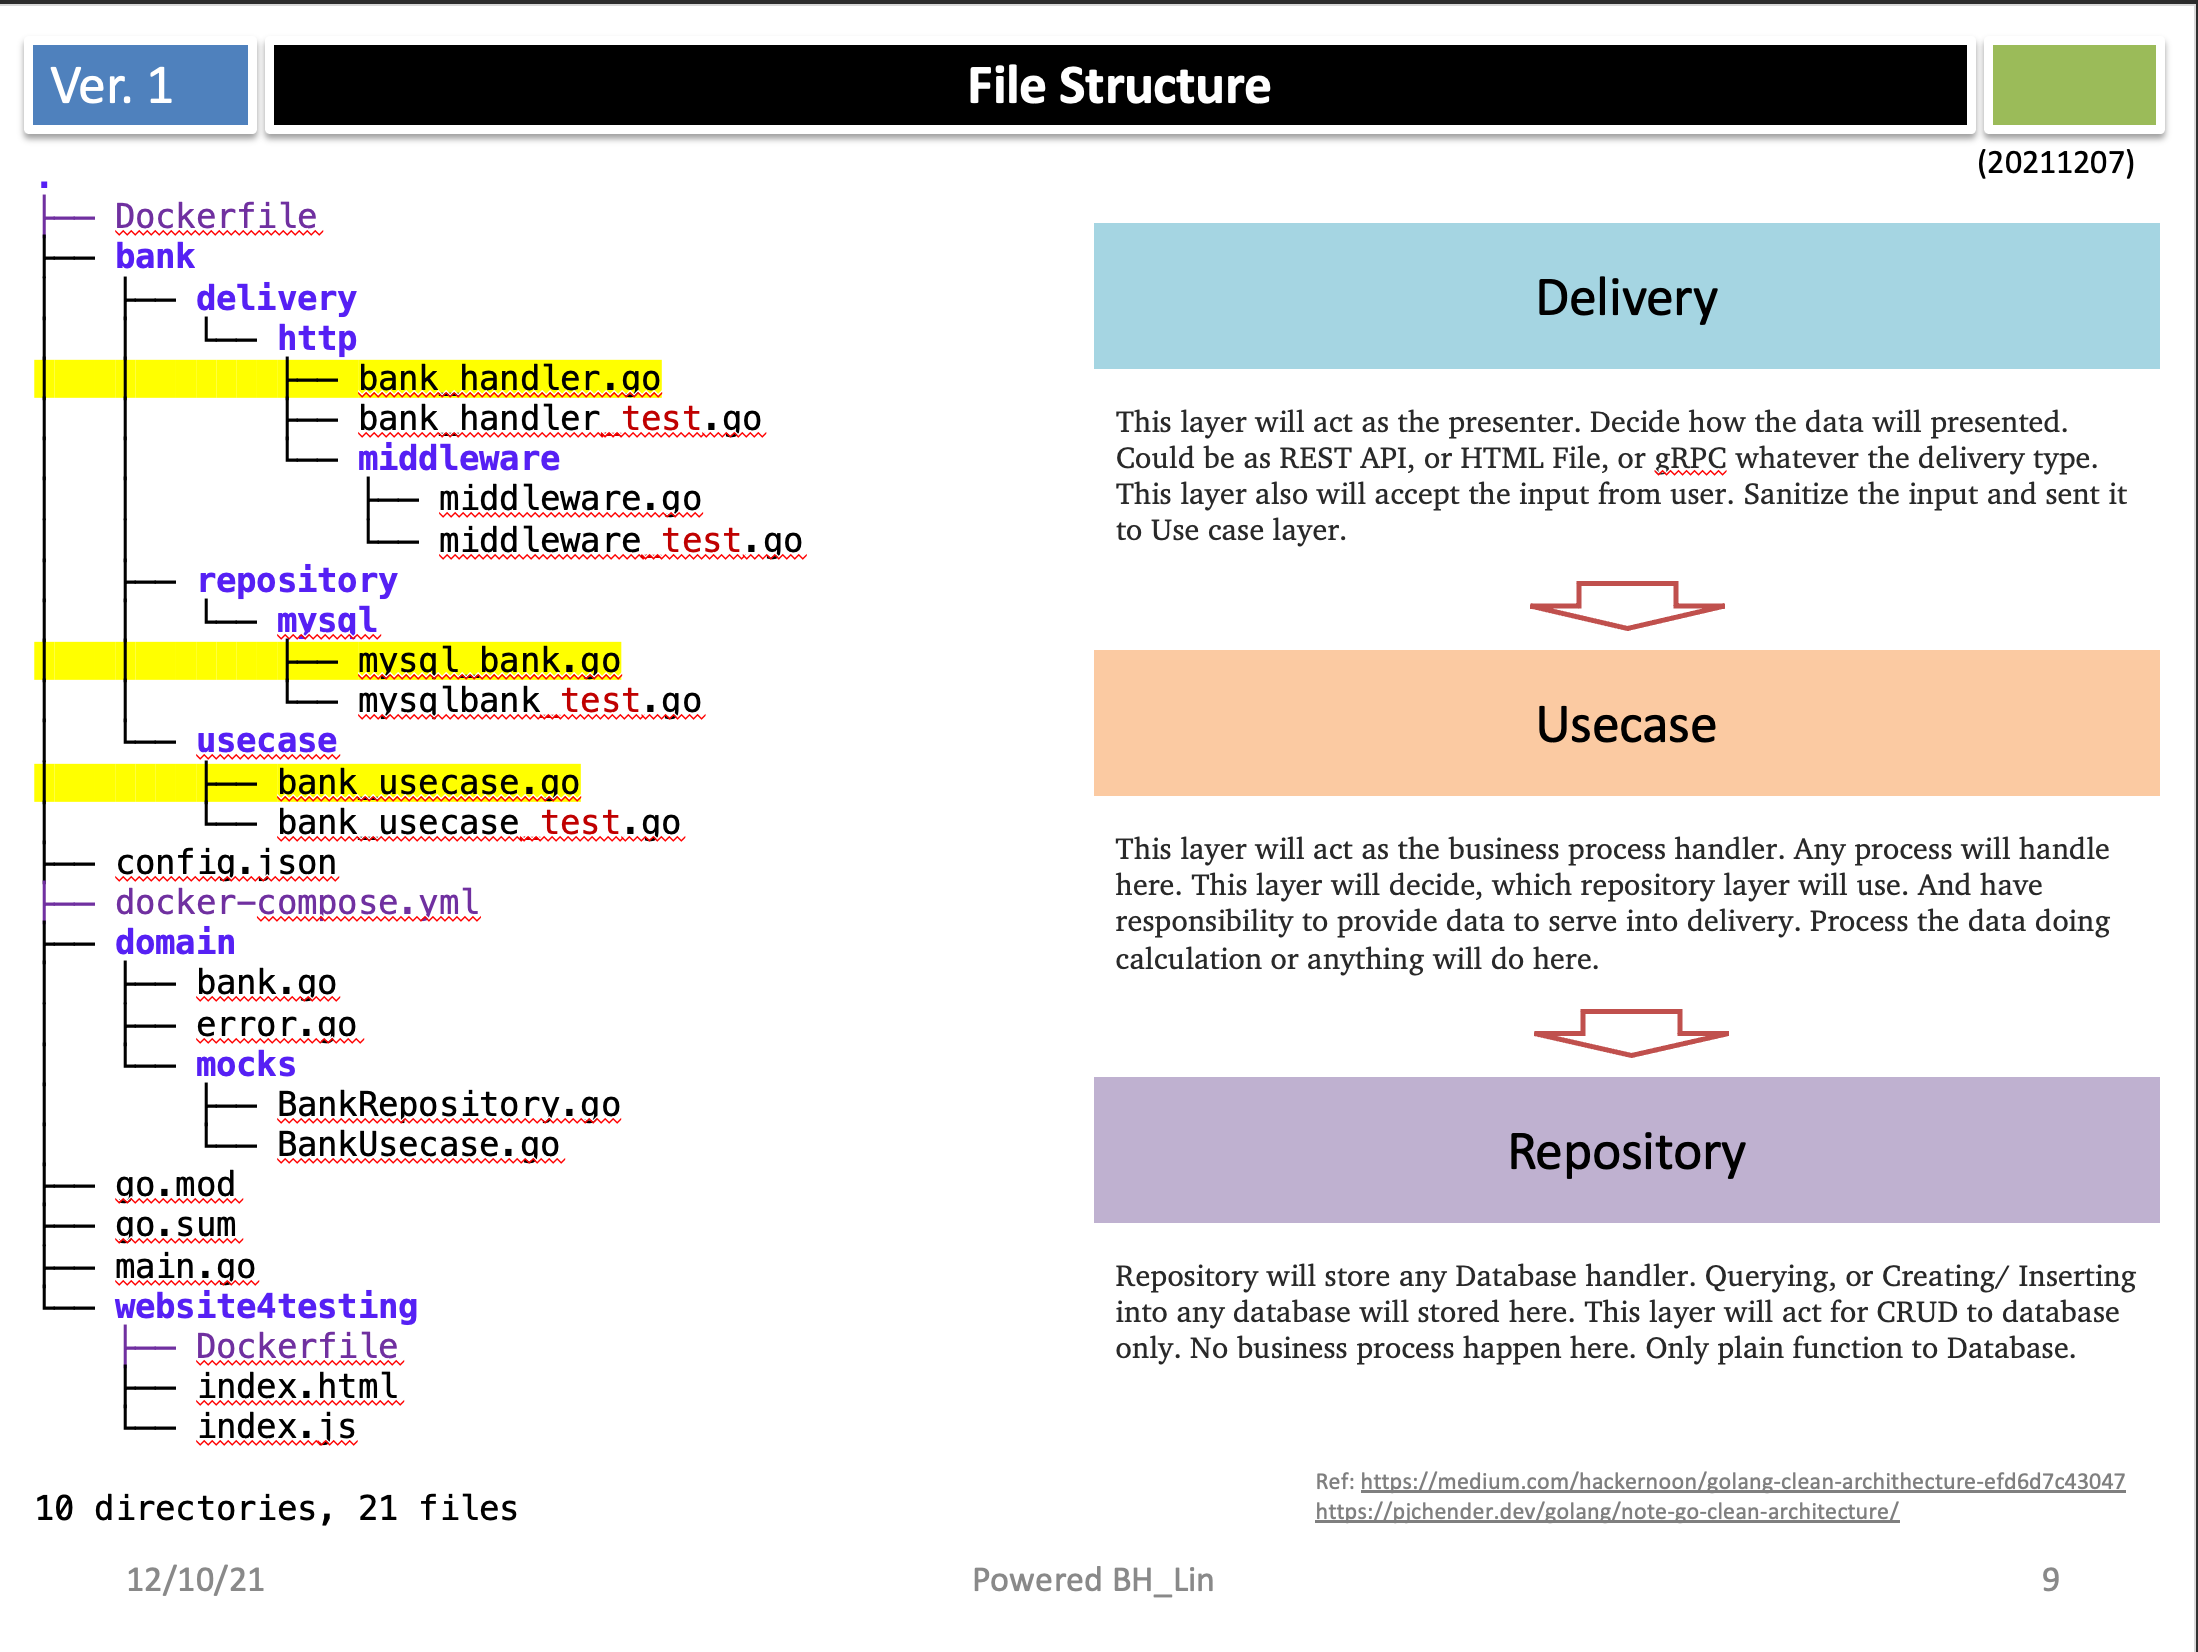 Ver. 1
File Structure
(20211207)
.
├── Dockerfile
├── bank
│   ├── delivery
│   │   └── http
│   │       ├── bank_handler.go
│   │       ├── bank_handler_test.go
│   │       └── middleware
│   │           ├── middleware.go
│   │           └── middleware_test.go
│   ├── repository
│   │   └── mysql
│   │       ├── mysql_bank.go
│   │       └── mysqlbank_test.go
│   └── usecase
│       ├── bank_usecase.go
│       └── bank_usecase_test.go
├── config.json
├── docker-compose.yml
├── domain
│   ├── bank.go
│   ├── error.go
│   └── mocks
│       ├── BankRepository.go
│       └── BankUsecase.go
├── go.mod
├── go.sum
├── main.go
└── website4testing
    ├── Dockerfile
    ├── index.html
    └── index.js
10 directories, 21 files
Delivery
This layer will act as the presenter. Decide how the data will presented.
Could be as REST API, or HTML File, or gRPC whatever the delivery type.
This layer also will accept the input from user. Sanitize the input and sent it
to Use case layer.
Usecase
This layer will act as the business process handler. Any process will handle
here. This layer will decide, which repository layer will use. And have
responsibility to provide data to serve into delivery. Process the data doing
calculation or anything will do here.
Repository
Repository will store any Database handler. Querying, or Creating/ Inserting
into any database will stored here. This layer will act for CRUD to database
only. No business process happen here. Only plain function to Database.
Ref: https://medium.com/hackernoon/golang-clean-archithecture-efd6d7c43047
https://pjchender.dev/golang/note-go-clean-architecture/
12/10/21
Powered BH_Lin
9